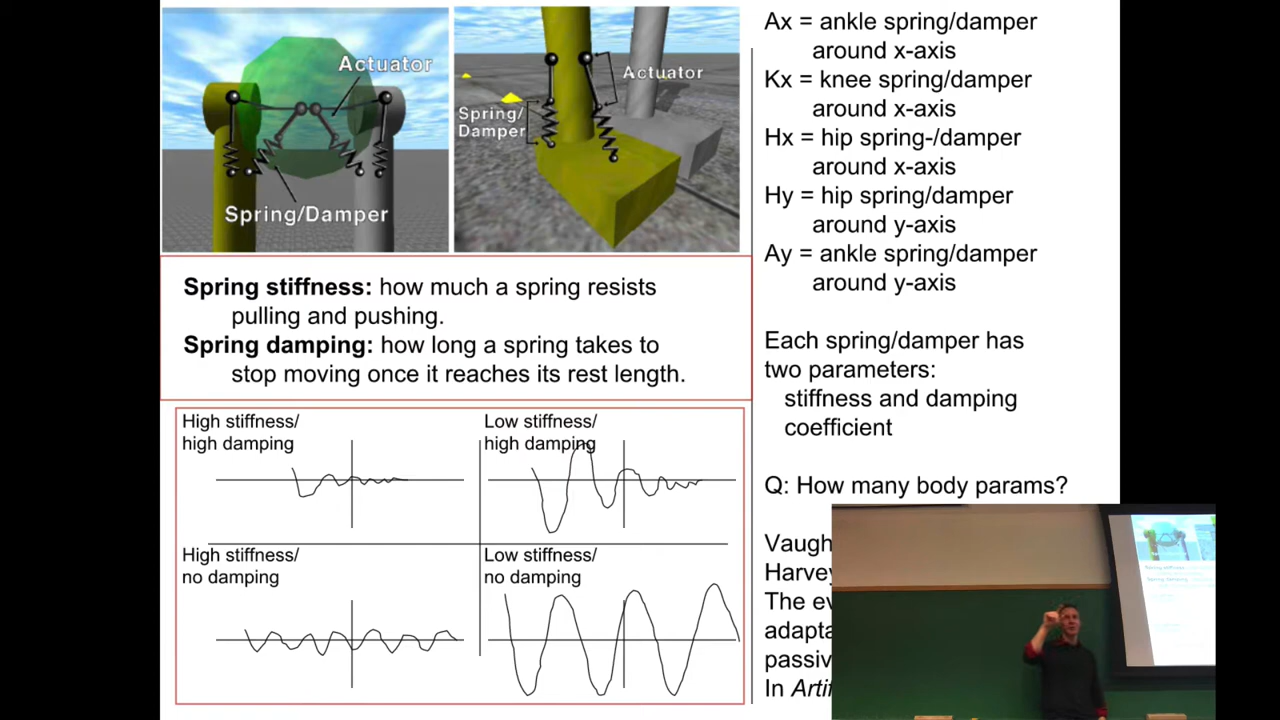 Actuator
Spring/Damper
Actuator
Spring/
Damper
Spring stiffness: how much a spring resists
pulling and pushing.
Spring damping: how long a spring takes to
stop moving once it reaches its rest length.
High stiffness/
high damping
Low stiffness/
high damping
High stiffness/
no damping
Low stiffness/
no damping
Ax = ankle spring/damper
around x-axis
Kx = knee spring/damper
around x-axis
Hx = hip spring-/damper
around x-axis
Hy = hip spring/damper
around y-axis
Ay = ankle spring/damper
around y-axis
Each spring/damper has
two parameters:
stiffness and damping
coefficient
Q: How many body params?
Vaugh
Harvey
The ev
adapta
passiv
In Artif